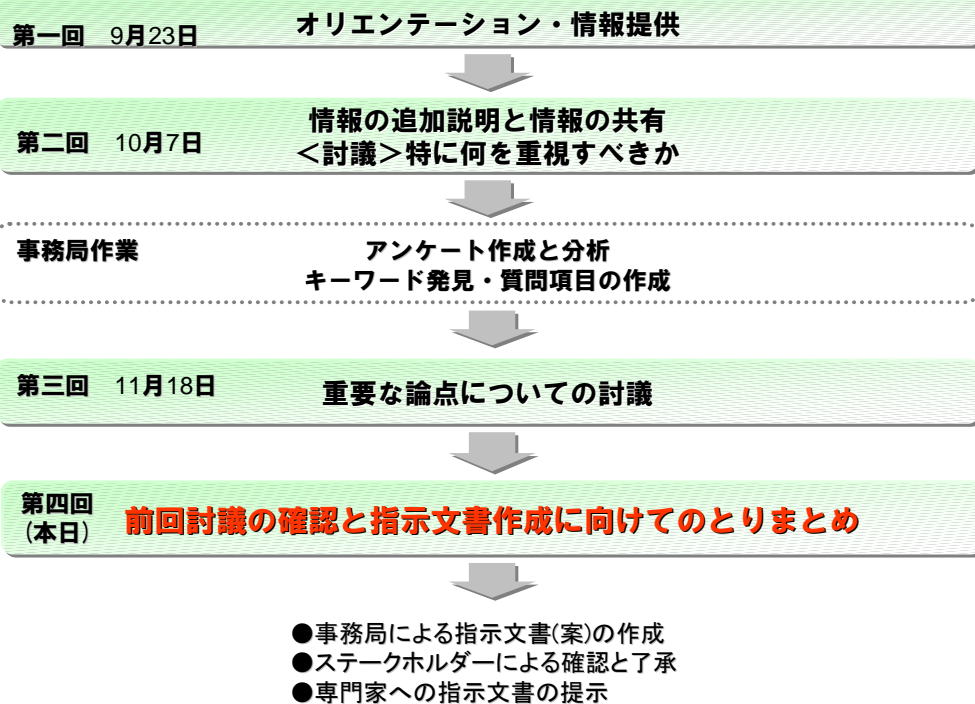 第一回 9月23日 オリエンテーション・情報提供
第二回 10月7日 情報の追加説明と情報の共有
＜討議＞特に何を重視すべきか
事務局作業 アンケート作成と分析
キーワード発見・質問項目の作成
第三回 11月18日 重要な論点についての討議
第四回
(本日) 前回討議の確認と指示文書作成に向けてのとりまとめ
●事務局による指示文書(案)の作成
●ステークホルダーによる確認と了承
●専門家への指示文書の提示